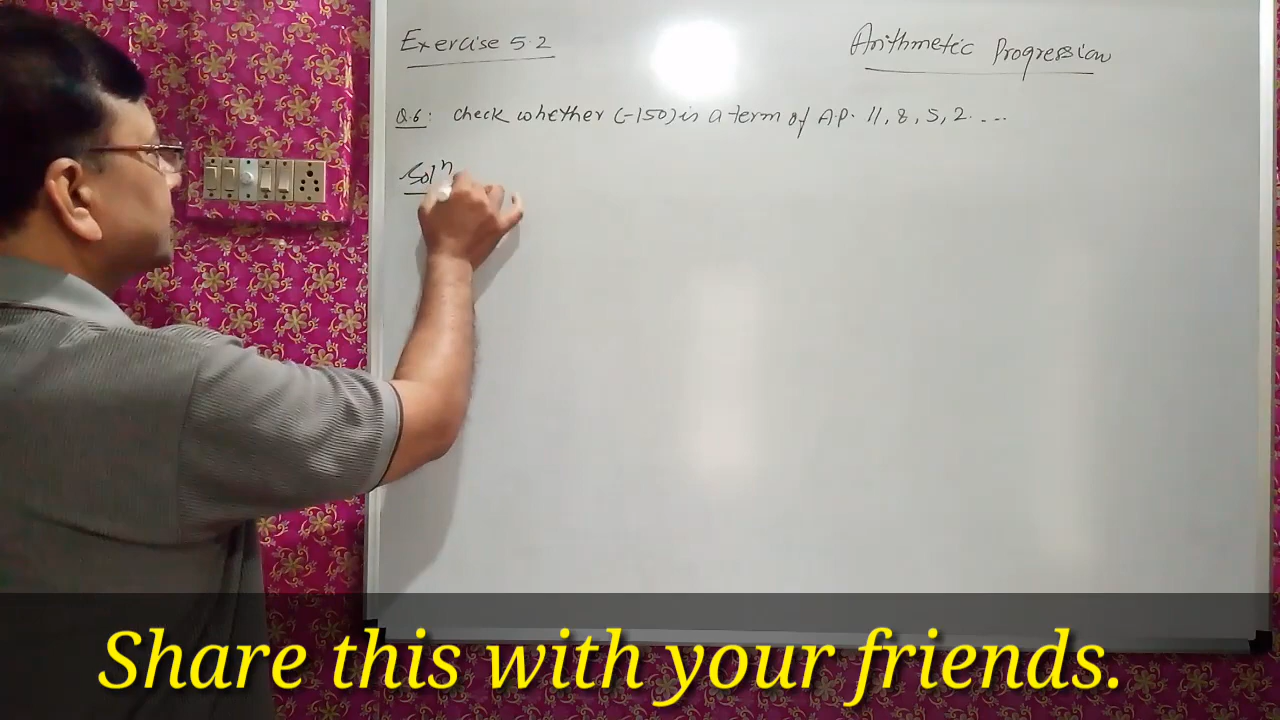 Exercise 5.2
Arithmetic Progression
Q.6: check whether (-150) is a term of A.P. 11, 8, 5, 2....
Solⁿ
Share this with your friends.